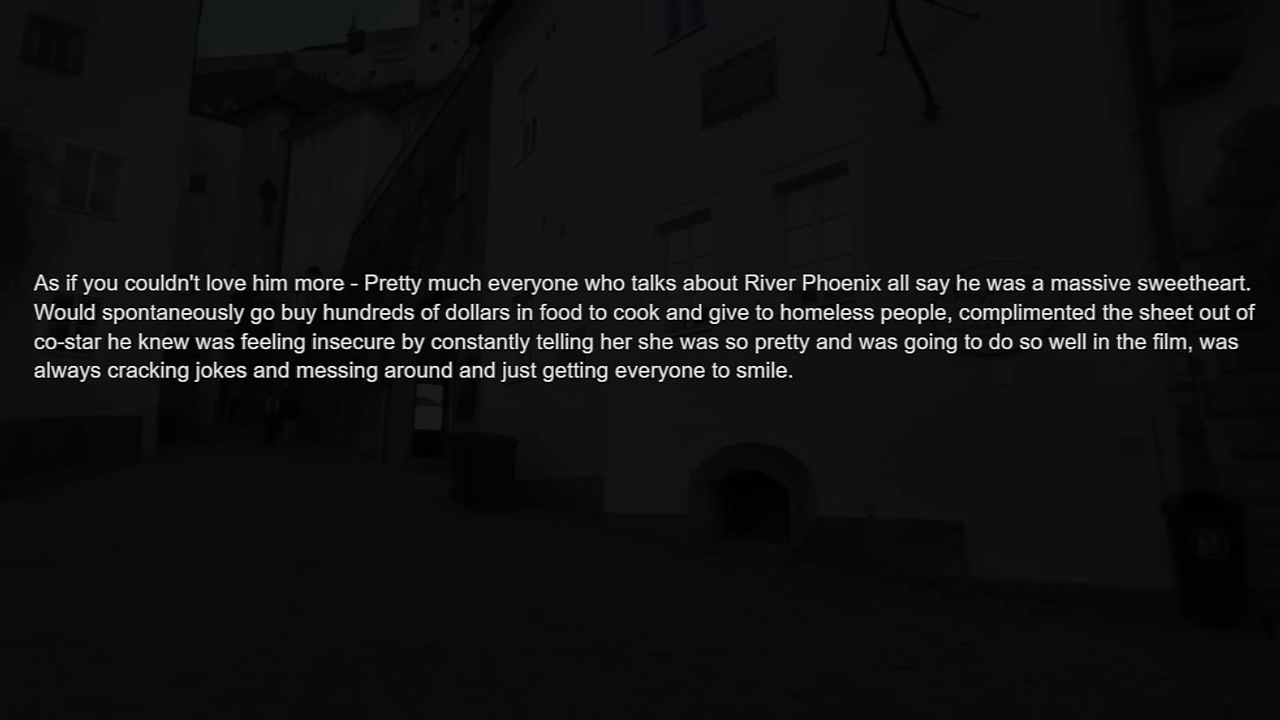 As if you couldn't love him more - Pretty much everyone who talks about River Phoenix all say he was a massive sweetheart.
Would spontaneously go buy hundreds of dollars in food to cook and give to homeless people, complimented the sheet out of
co-star he knew was feeling insecure by constantly telling her she was so pretty and was going to do so well in the film, was
always cracking jokes and messing around and just getting everyone to smile.